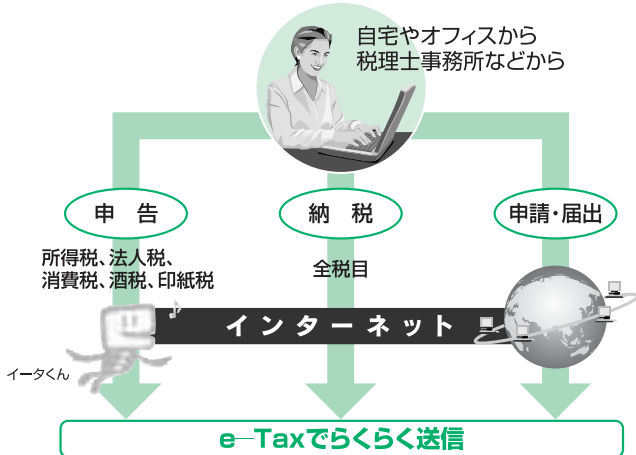 自宅やオフィスから
税理士事務所などから
申 告
納 税
申請・届出
所得税、法人税、
消費税、酒税、印紙税
全税目
インターネット
イータくん
e—Taxでらくらく送信